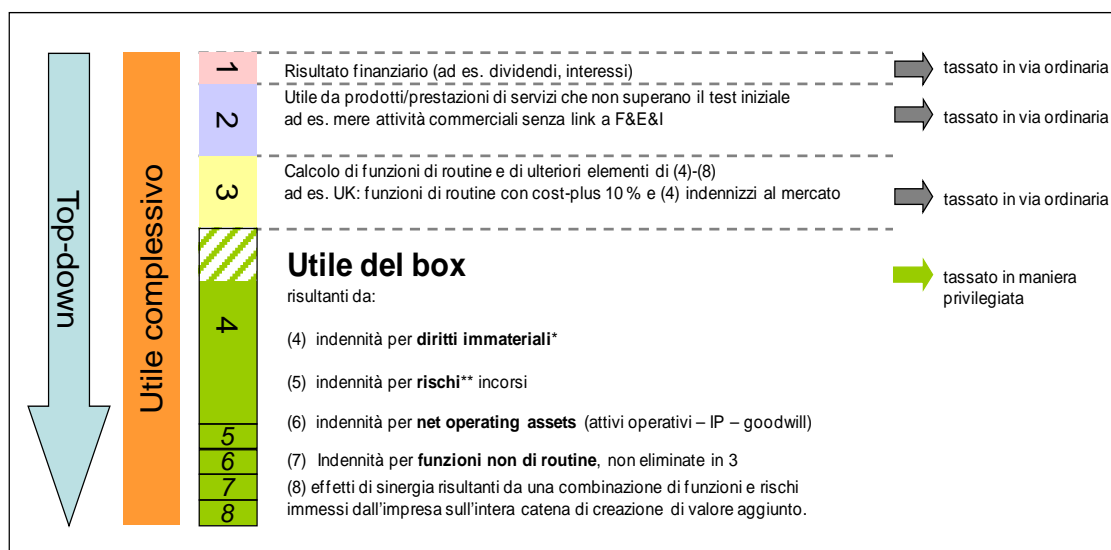 Top-down
Utile complessivo
1
Risultato finanziario (ad es. dividendi, interessi)
tassato in via ordinaria
2
Utile da prodotti/prestazioni di servizi che non superano il test iniziale
ad es. mere attività commerciali senza link a F&E&I
tassato in via ordinaria
3
Calcolo di funzioni di routine e di ulteriori elementi di (4)-(8)
ad es. UK: funzioni di routine con cost-plus 10 % e (4) indennizzi al mercato
tassato in via ordinaria
4
Utile del box
risultanti da:
tassato in maniera
privilegiata
(4) indennità per diritti immateriali*
(5) indennità per rischi** incorsi
(6) indennità per net operating assets (attivi operativi – IP – goodwill)
5
6
(7) Indennità per funzioni non di routine, non eliminate in 3
7
(8) effetti di sinergia risultanti da una combinazione di funzioni e rischi
immessi dall'impresa sull'intera catena di creazione di valore aggiunto.
8